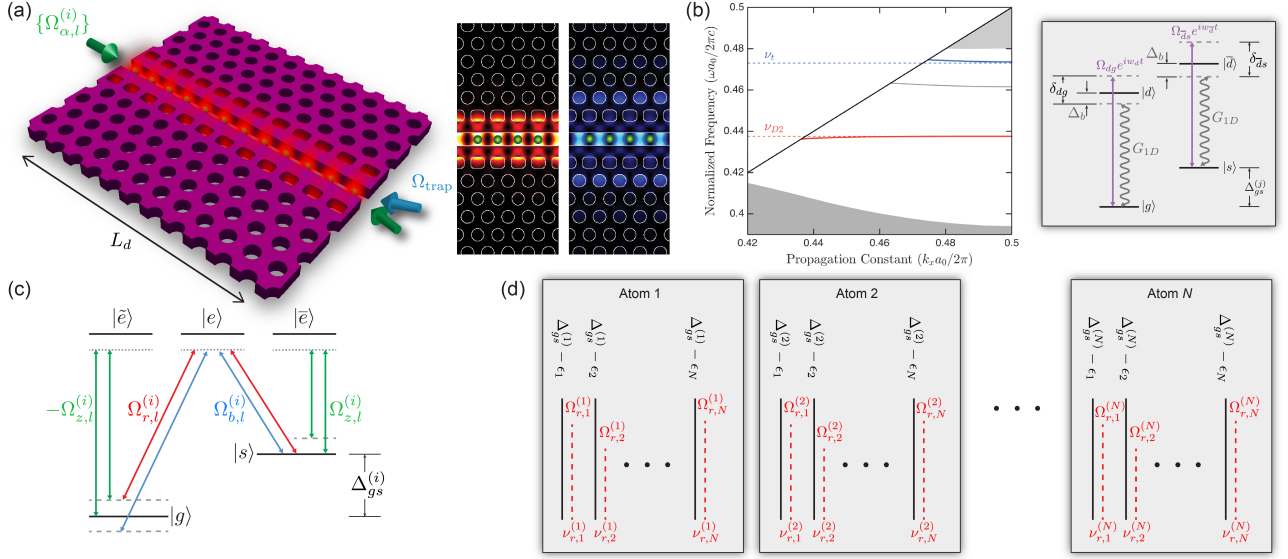 (a)
{Ω_{α,l}^{(i)}}
Ω_trap
L_d
(b)
Normalized Frequency (ωa₀/2πc)
0.5
0.48
0.46
0.44
0.42
0.4
ν_t
ν_{D2}
0.42
0.44
0.46
0.48
0.5
Propagation Constant (k_x a₀/2π)
Ω_{d̄s} e^{iw_{d̄}t}
Δ_b
|d̄⟩
δ_{d̄s}
Ω_{dg} e^{iw_d t}
δ_{dg}
|d⟩
Δ_b
G_{1D}
G_{1D}
|s⟩
Δ_{gs}^{(j)}
|g⟩
(c)
|ẽ⟩ |e⟩ |ē⟩
−Ω_{z,l}^{(i)} Ω_{r,l}^{(i)} Ω_{b,l}^{(i)} Ω_{z,l}^{(i)}
|s⟩
Δ_{gs}^{(i)}
|g⟩
(d)
Atom 1
Δ_{gs}^{(1)} − ϵ_1
Δ_{gs}^{(1)} − ϵ_2
Δ_{gs}^{(1)} − ϵ_N
Ω_{r,1}^{(1)}
Ω_{r,2}^{(1)}
• • •
Ω_{r,N}^{(1)}
ν_{r,1}^{(1)} ν_{r,2}^{(1)} ν_{r,N}^{(1)}
Atom 2
Δ_{gs}^{(2)} − ϵ_1
Δ_{gs}^{(2)} − ϵ_2
Δ_{gs}^{(2)} − ϵ_N
Ω_{r,1}^{(2)}
Ω_{r,2}^{(2)}
• • •
Ω_{r,N}^{(2)}
ν_{r,1}^{(2)} ν_{r,2}^{(2)} ν_{r,N}^{(2)}
• • •
Atom N
Δ_{gs}^{(N)} − ϵ_1
Δ_{gs}^{(N)} − ϵ_2
Δ_{gs}^{(N)} − ϵ_N
Ω_{r,1}^{(N)}
Ω_{r,2}^{(N)}
• • •
Ω_{r,N}^{(N)}
ν_{r,1}^{(N)} ν_{r,2}^{(N)} ν_{r,N}^{(N)}